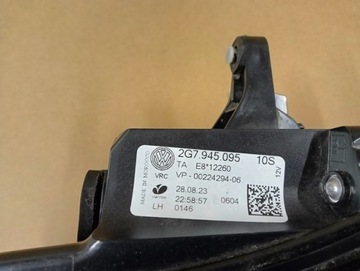 2G7.945.095 10S
TA E8*12260 12V
VRC VP - 00224294-06
MADE IN MOROCCO
28.08.23 -
22:58:57 0604
LH 0146